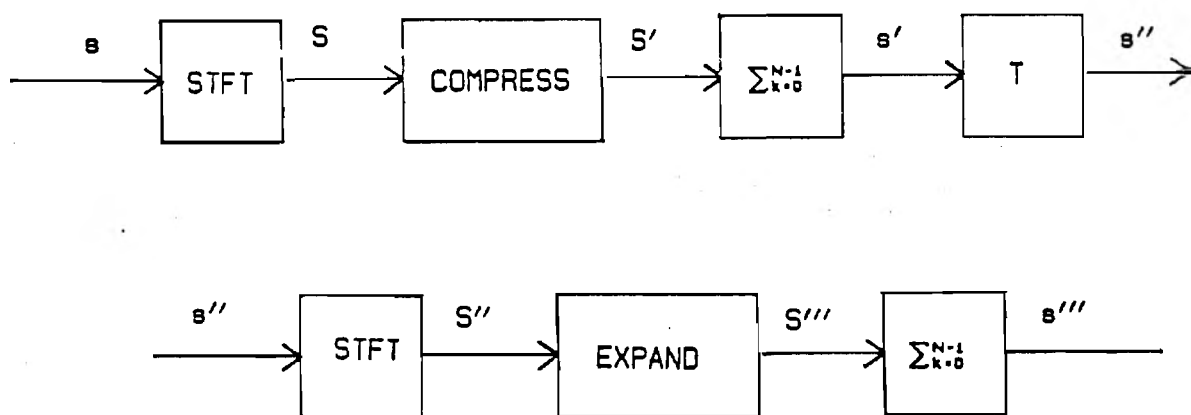 s S S′ s′ s″
STFT COMPRESS ∑ᴺ⁻¹ₖ₌₀ T
s″ S″ S‴ s‴
STFT EXPAND ∑ᴺ⁻¹ₖ₌₀